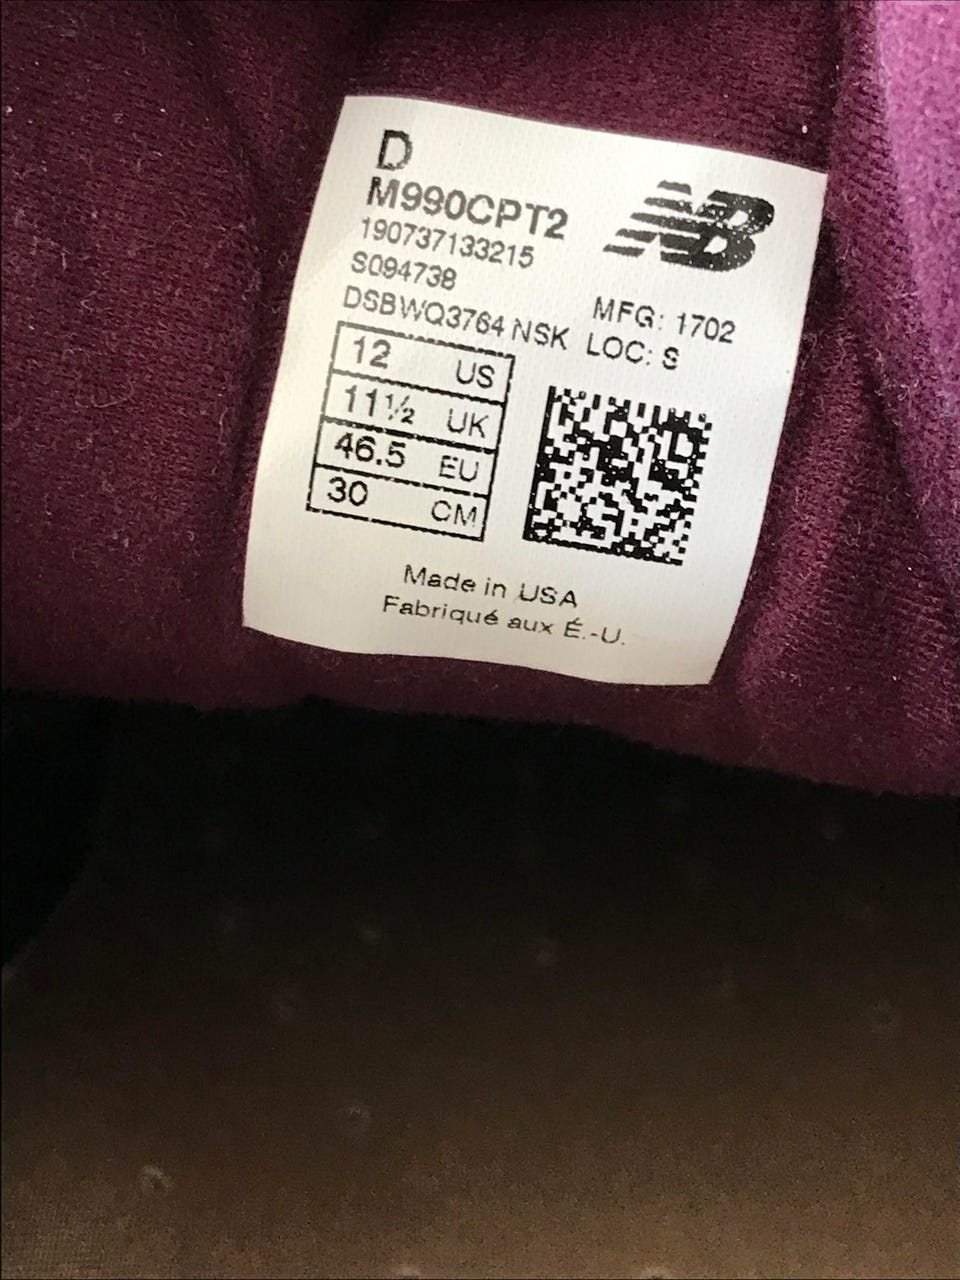 D
M990CPT2
NB
190737133215
S094738
DSBWQ3764 NSK
MFG: 1702
LOC: S
12 US
11½ UK
46.5 EU
30 CM
Made in USA
Fabriqué aux É.-U.